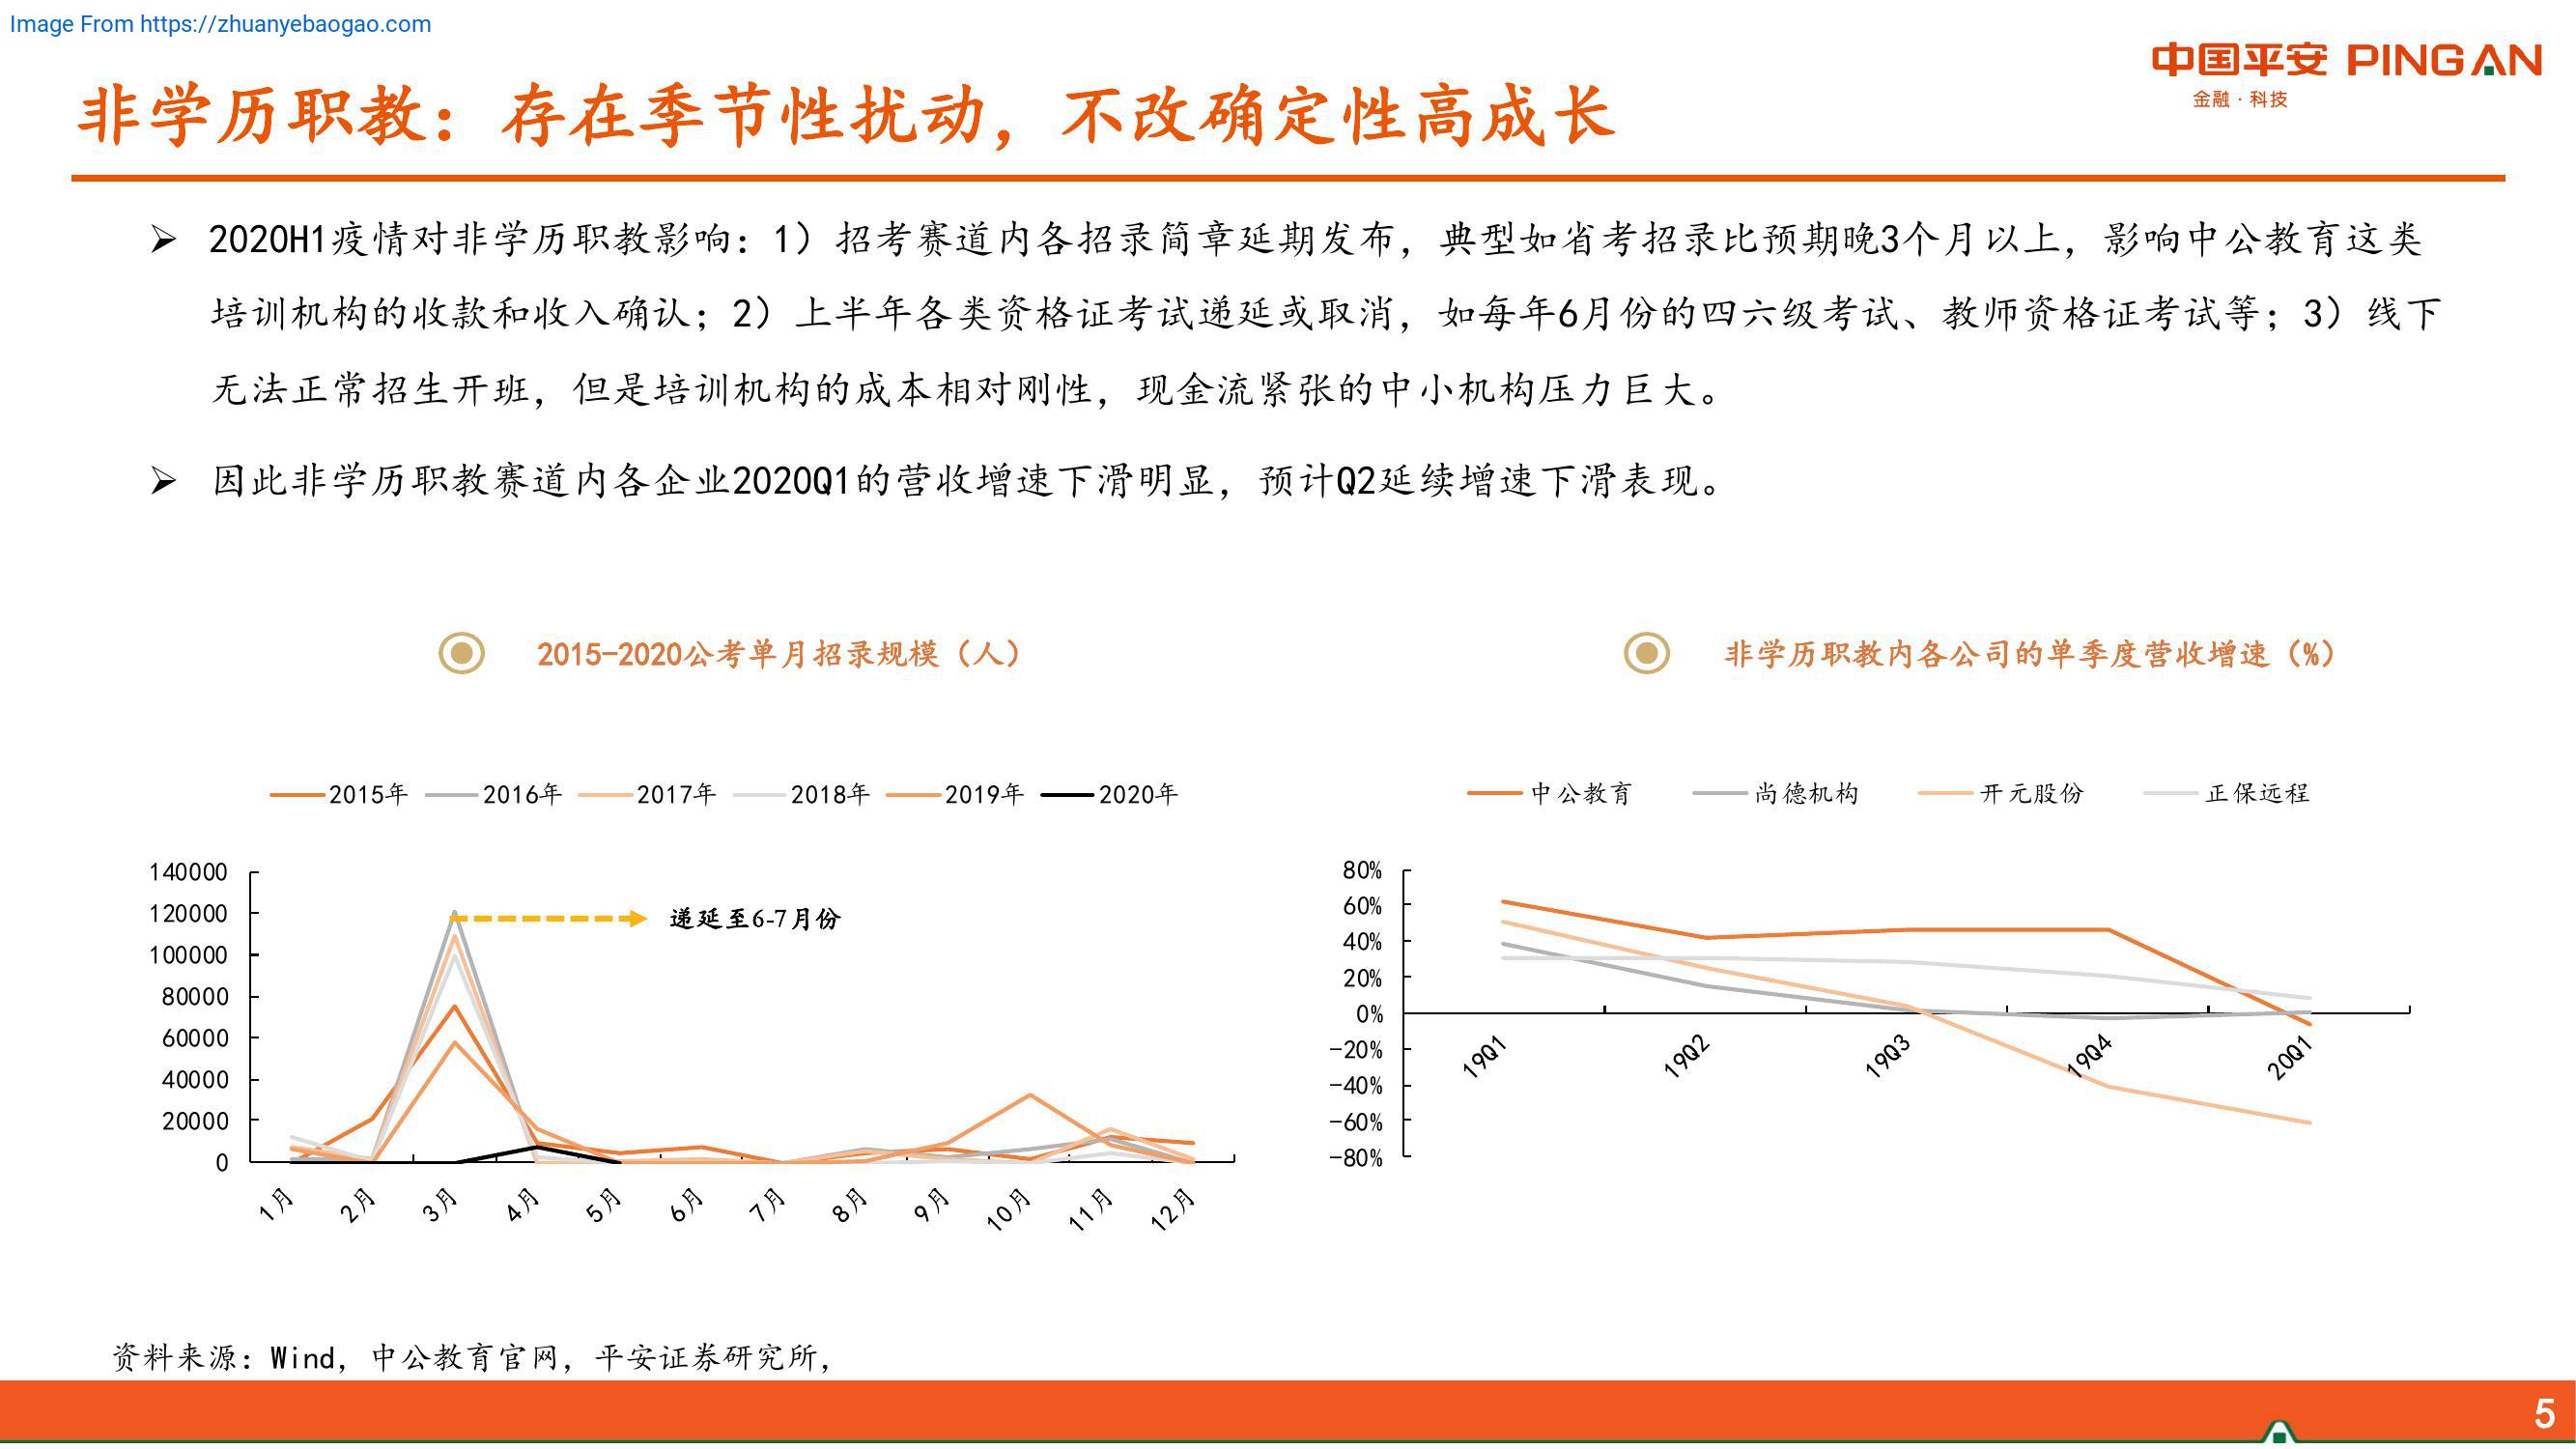 Image From https://zhuanyebaogao.com
中国平安 PINGAN
金融·科技
非学历职教：存在季节性扰动，不改确定性高成长
2020H1疫情对非学历职教影响：1）招考赛道内各招录简章延期发布，典型如省考招录比预期晚3个月以上，影响中公教育这类
培训机构的收款和收入确认；2）上半年各类资格证考试递延或取消，如每年6月份的四六级考试、教师资格证考试等；3）线下
无法正常招生开班，但是培训机构的成本相对刚性，现金流紧张的中小机构压力巨大。
因此非学历职教赛道内各企业2020Q1的营收增速下滑明显，预计Q2延续增速下滑表现。
2015-2020公考单月招录规模（人）
2015年 2016年 2017年 2018年 2019年 2020年
140000
120000
100000
80000
60000
40000
20000
0
递延至6-7月份
1月 2月 3月 4月 5月 6月 7月 8月 9月 10月 11月 12月
非学历职教内各公司的单季度营收增速（%）
中公教育 尚德机构 开元股份 正保远程
80%
60%
40%
20%
0%
-20%
-40%
-60%
-80%
19Q1 19Q2 19Q3 19Q4 20Q1
资料来源：Wind，中公教育官网，平安证券研究所，
5